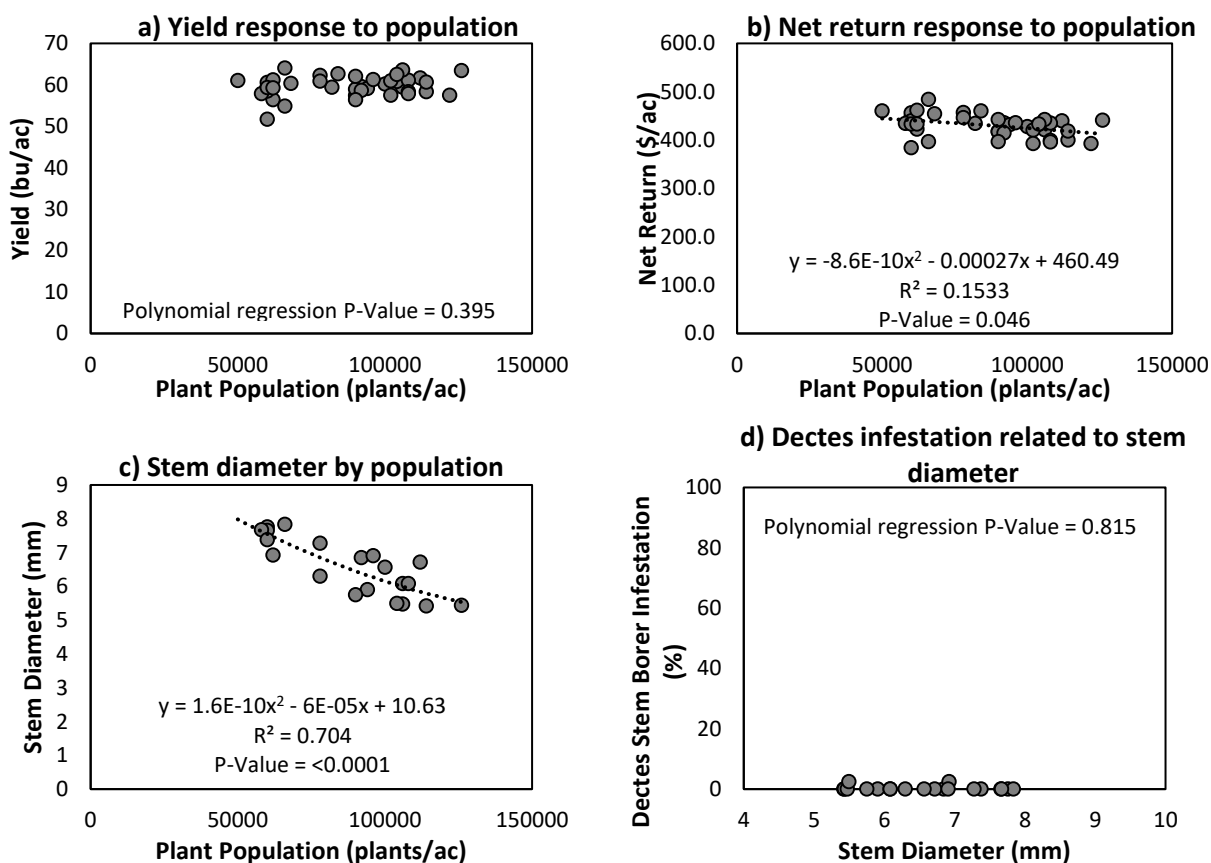 a) Yield response to population
70
60
50
40
30
20
10
0
Yield (bu/ac)
Polynomial regression P-Value = 0.395
0
50000
100000
150000
Plant Population (plants/ac)
b) Net return response to population
600.0
500.0
400.0
300.0
200.0
100.0
0.0
Net Return ($/ac)
y = -8.6E-10x² - 0.00027x + 460.49
R² = 0.1533
P-Value = 0.046
0
50000
100000
150000
Plant Population (plants/ac)
c) Stem diameter by population
9
8
7
6
5
4
3
2
1
0
Stem Diameter (mm)
y = 1.6E-10x² - 6E-05x + 10.63
R² = 0.704
P-Value = <0.0001
0
50000
100000
150000
Plant Population (plants/ac)
d) Dectes infestation related to stem
diameter
100
80
60
40
20
0
Dectes Stem Borer Infestation
(%)
Polynomial regression P-Value = 0.815
4
5
6
7
8
9
10
Stem Diameter (mm)